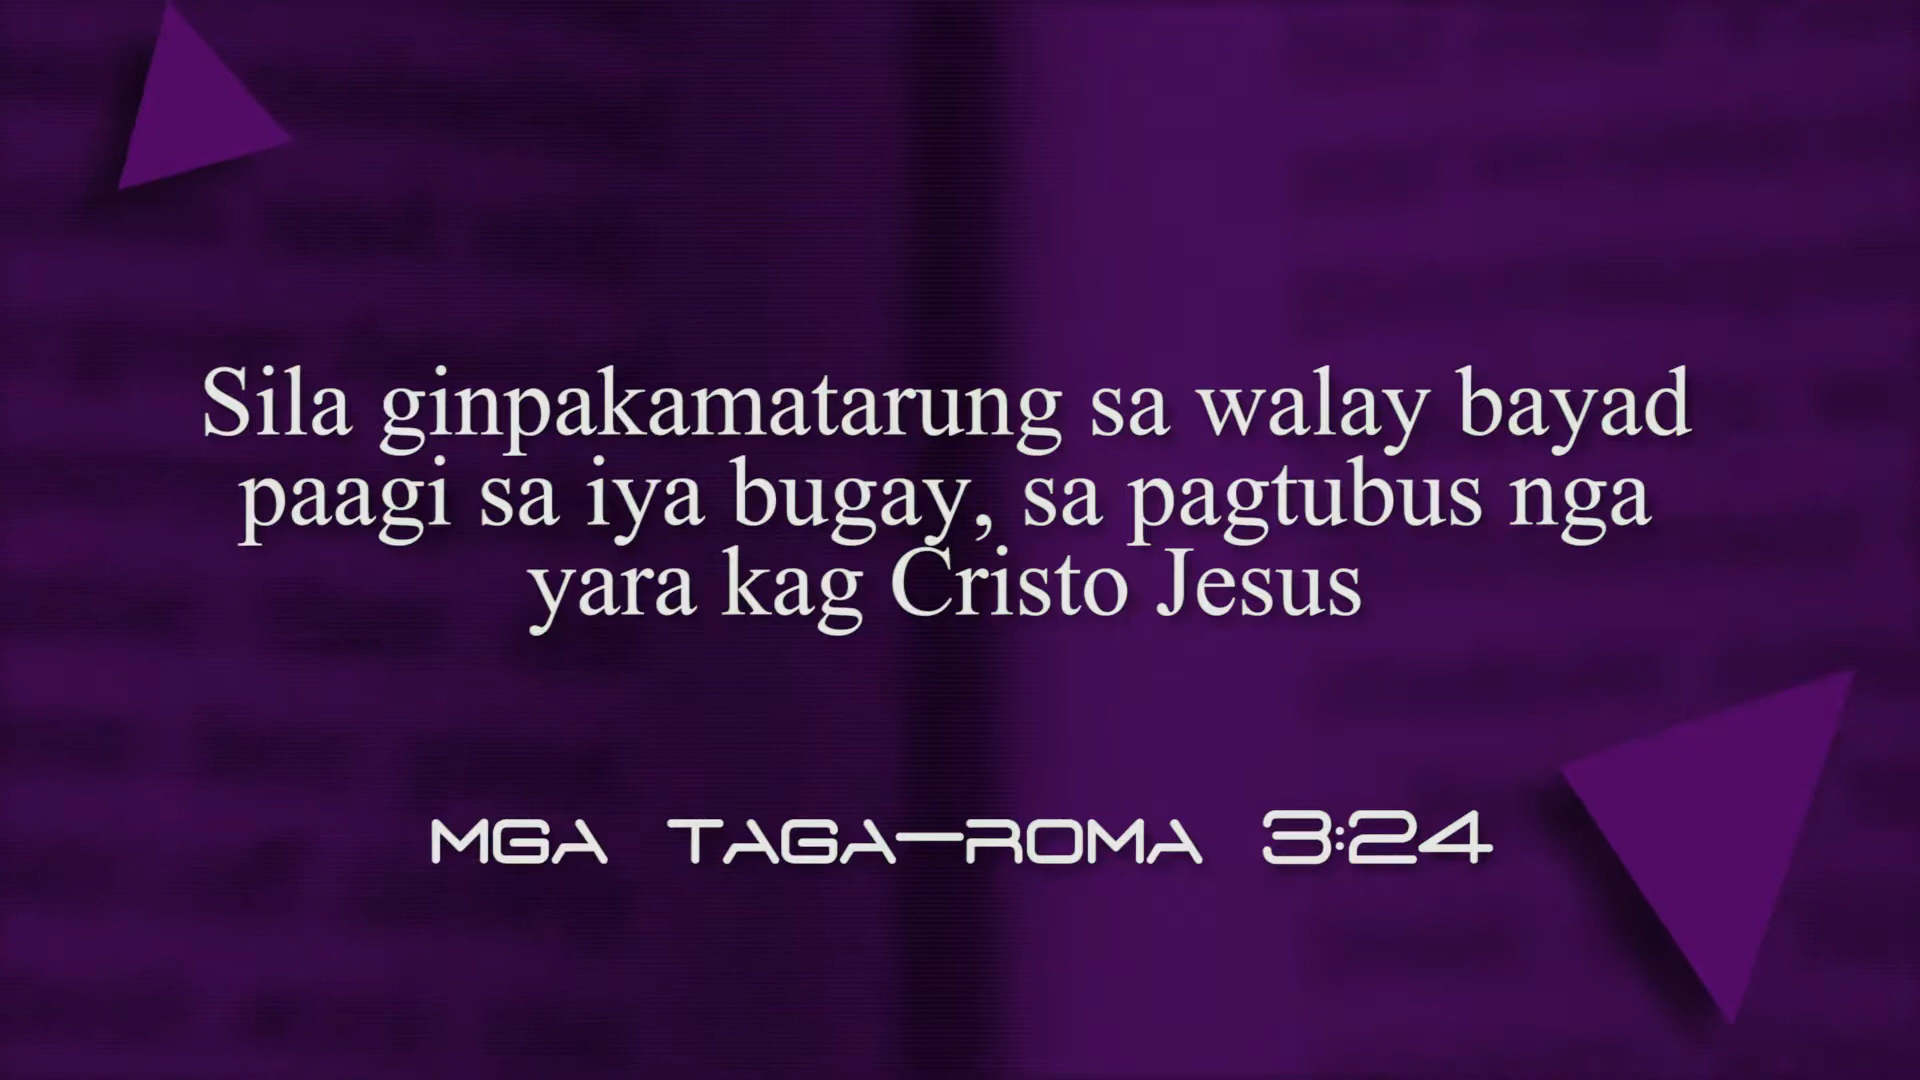 Sila ginpakamatarung sa walay bayad
paagi sa iya bugay, sa pagtubus nga
yara kag Cristo Jesus
MGA TAGA-ROMA 3:24